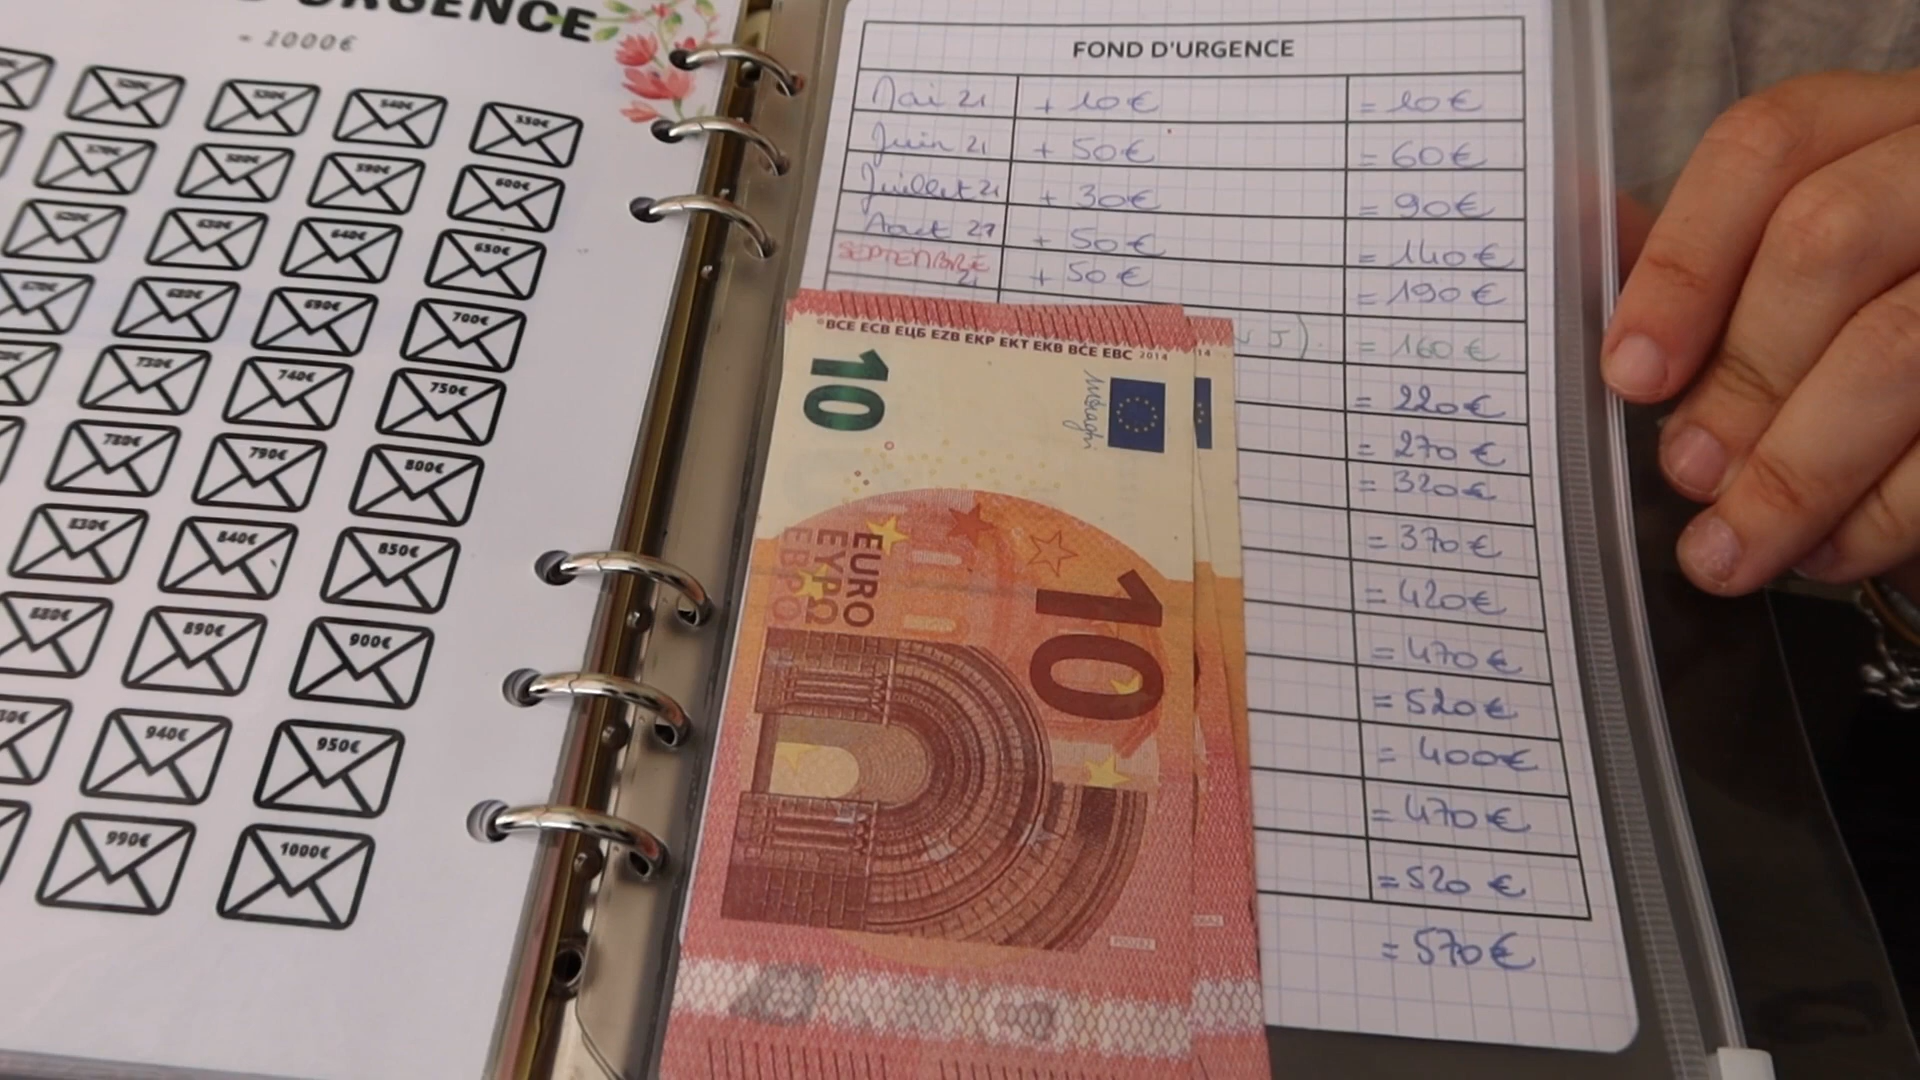 D'URGENCE
- 1000€
520€ 530€ 540€ 550€
570€ 580€ 590€ 600€
620€ 630€ 640€ 650€
670€ 680€ 690€ 700€
730€ 740€ 750€
780€ 790€ 800€
830€ 840€ 850€
880€ 890€ 900€
940€ 950€
990€ 1000€
FOND D'URGENCE
Mai 21 + 10€ = 10€
Juin 21 + 50€ = 60€
Juillet 21 + 30€ = 90€
Aout 21 + 50€ = 140€
SEPTEMBRE 21 + 50€ = 190€
= 160€
= 220€
= 270€
= 320€
= 370€
= 420€
= 470€
= 520€
= 400€
= 470€
= 520€
= 570€
BCE ECB ЕЦБ EZB EKP EKT EKB BĊE EBC 2014
10
EURO
ΕΥΡΩ
ЕВРО
10